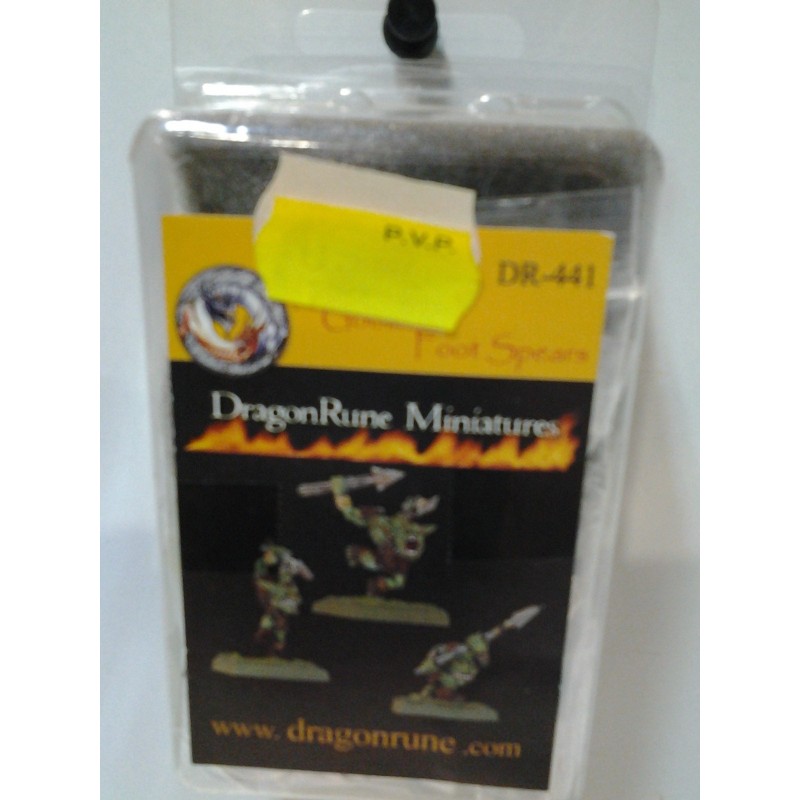 P.V.P.
DR-441
Foot Spears
DragonRune Miniatures
www.dragonrune.com